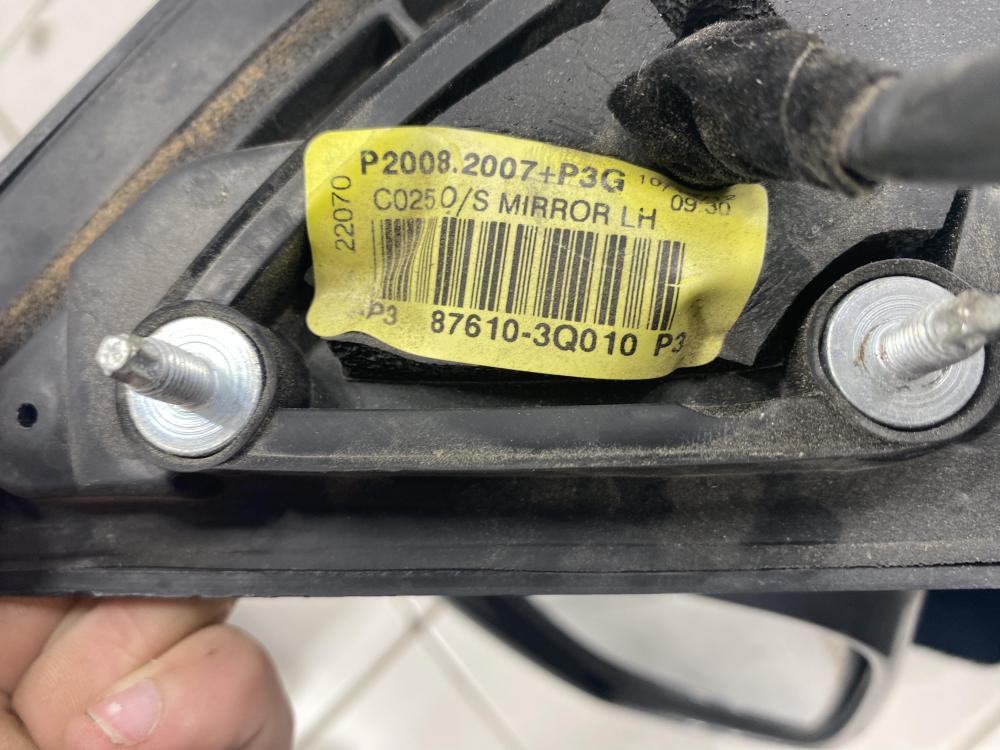 P2008.2007+P3G
09:30
C025 O/S MIRROR LH
22070
P3 87610-3Q010 P3